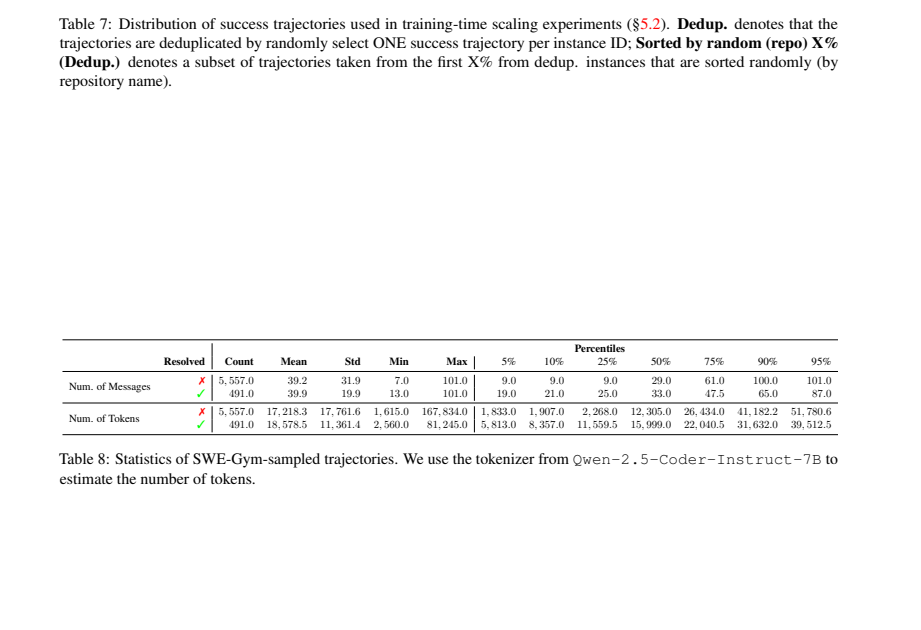 Table 7: Distribution of success trajectories used in training-time scaling experiments (§5.2). Dedup. denotes that the
trajectories are deduplicated by randomly select ONE success trajectory per instance ID; Sorted by random (repo) X%
(Dedup.) denotes a subset of trajectories taken from the first X% from dedup. instances that are sorted randomly (by
repository name).
Percentiles
Resolved Count Mean Std Min Max 5% 10% 25% 50% 75% 90% 95%
Num. of Messages
✗ 5,557.0 39.2 31.9 7.0 101.0 9.0 9.0 9.0 29.0 61.0 100.0 101.0
✓ 491.0 39.9 19.9 13.0 101.0 19.0 21.0 25.0 33.0 47.5 65.0 87.0
Num. of Tokens
✗ 5,557.0 17,218.3 17,761.6 1,615.0 167,834.0 1,833.0 1,907.0 2,268.0 12,305.0 26,434.0 41,182.2 51,780.6
✓ 491.0 18,578.5 11,361.4 2,560.0 81,245.0 5,813.0 8,357.0 11,559.5 15,999.0 22,040.5 31,632.0 39,512.5
Table 8: Statistics of SWE-Gym-sampled trajectories. We use the tokenizer from Qwen-2.5-Coder-Instruct-7B to
estimate the number of tokens.